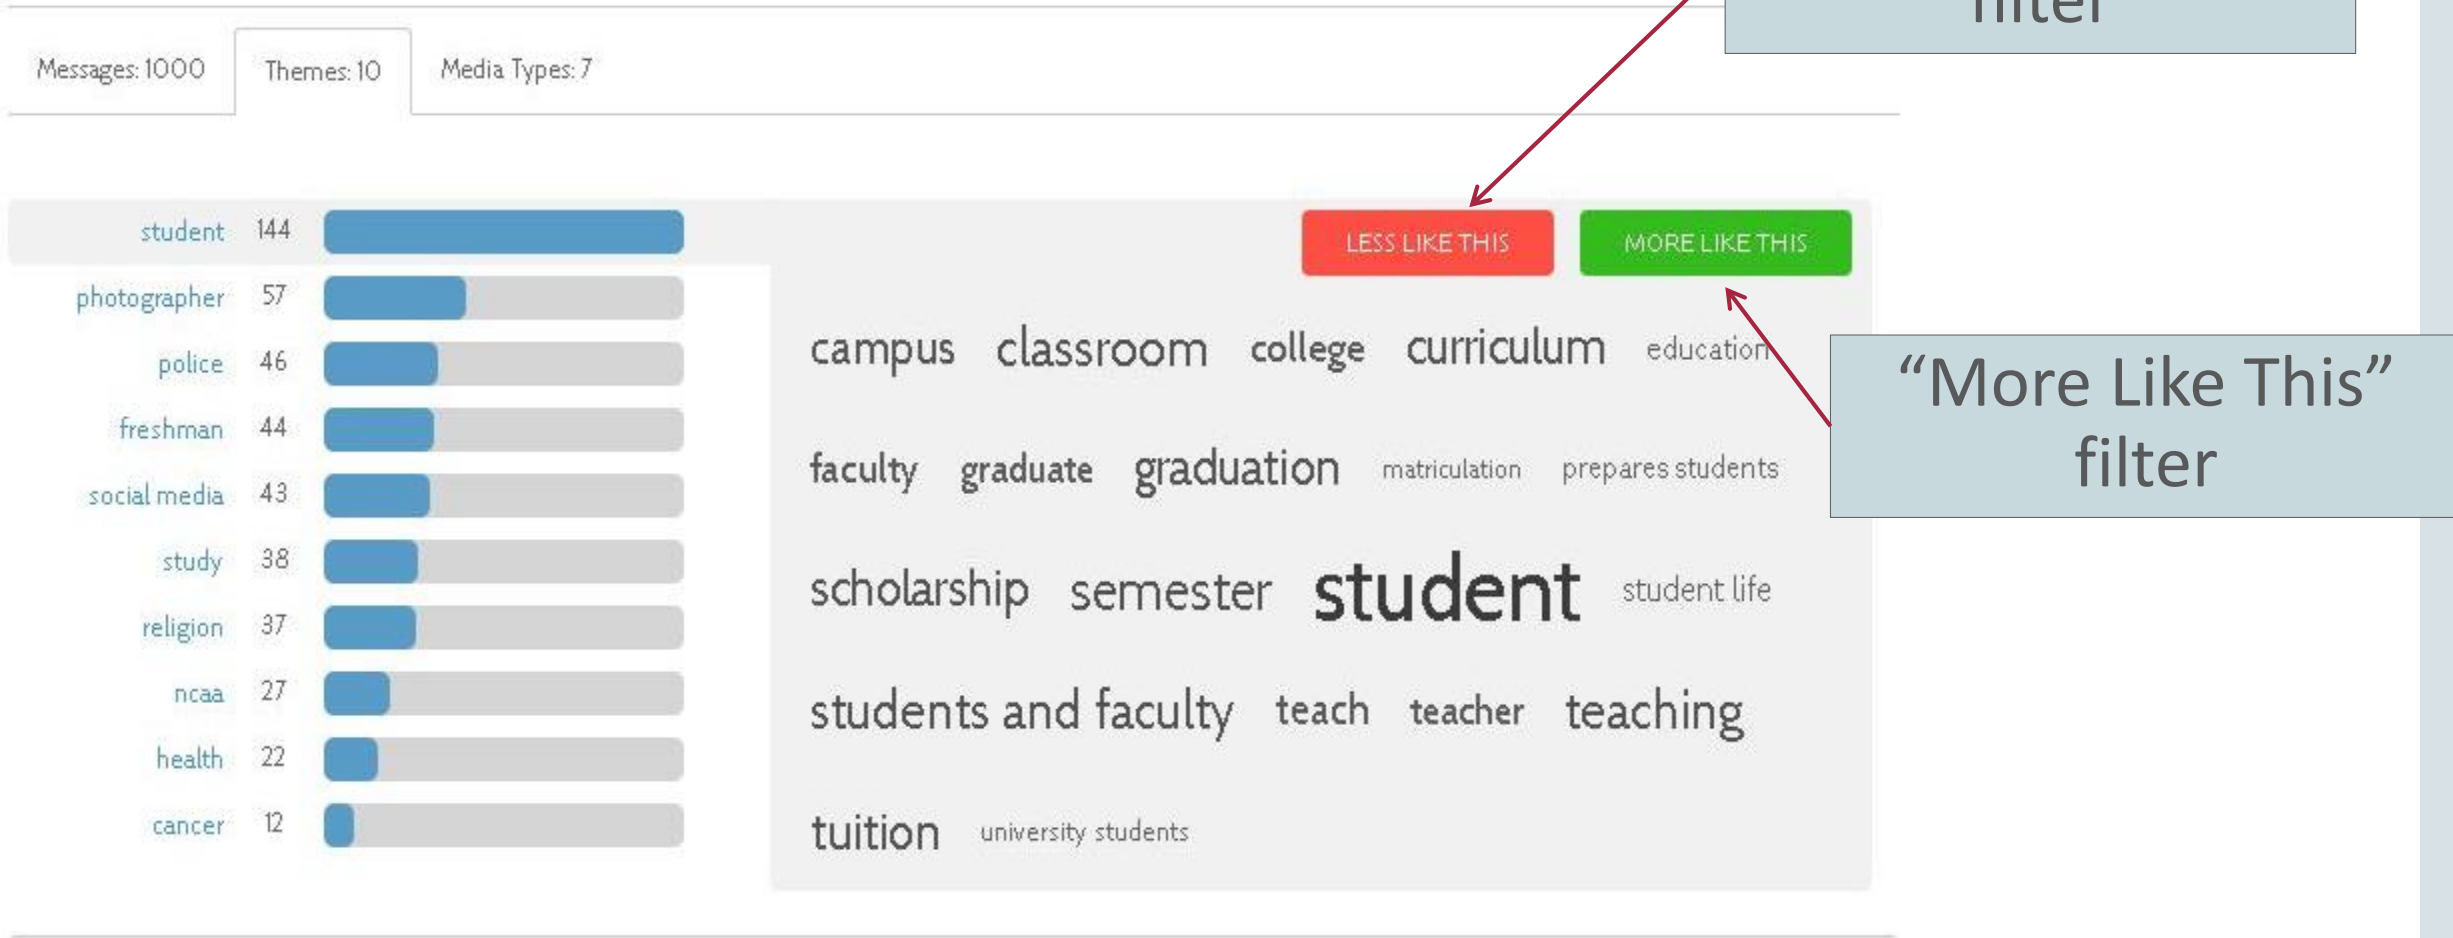 filter
Messages: 1000 Themes: 10 Media Types: 7
student 144
LESS LIKE THIS MORE LIKE THIS
photographer 57
police 46
freshman 44
social media 43
study 38
religion 37
ncaa 27
health 22
cancer 12
campus classroom college curriculum education
faculty graduate graduation matriculation prepares students
scholarship semester student student life
students and faculty teach teacher teaching
tuition university students
“More Like This”
filter